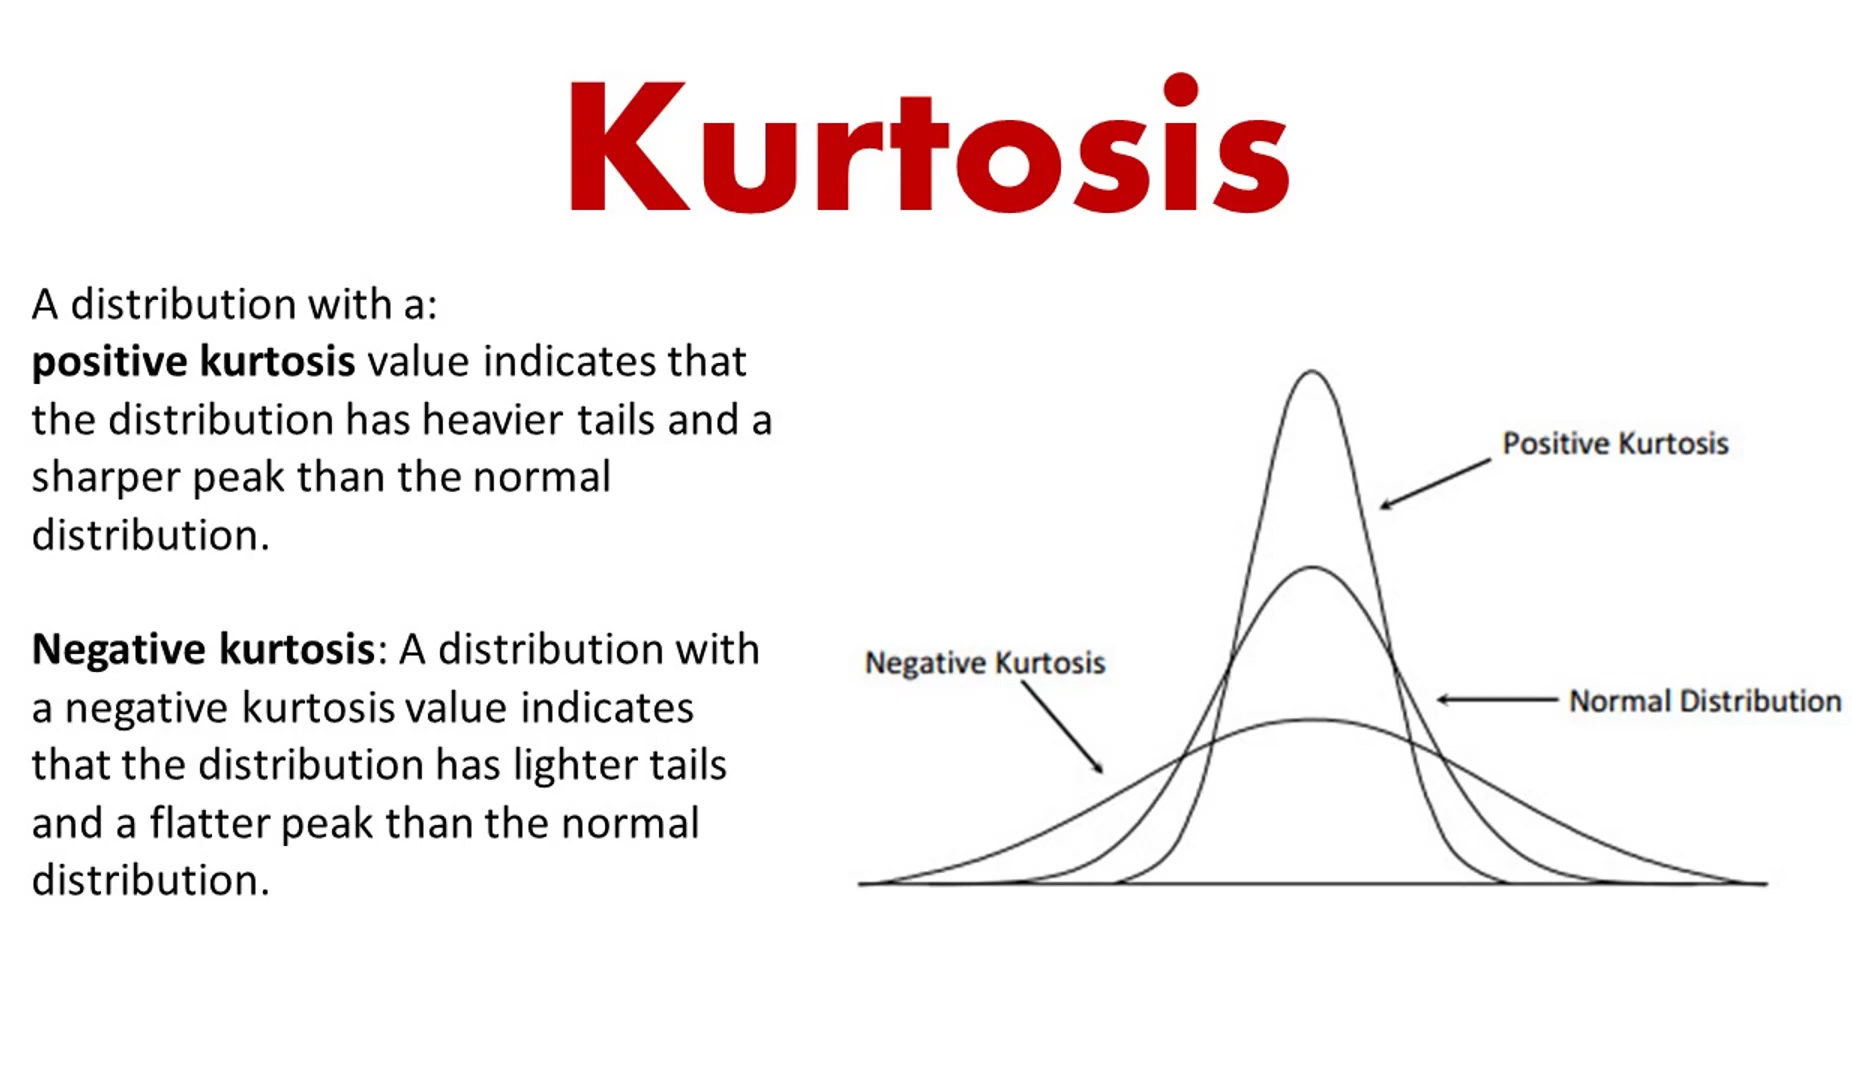 Kurtosis
A distribution with a:
positive kurtosis value indicates that
the distribution has heavier tails and a
sharper peak than the normal
distribution.
Negative kurtosis: A distribution with
a negative kurtosis value indicates
that the distribution has lighter tails
and a flatter peak than the normal
distribution.
Positive Kurtosis
Negative Kurtosis
Normal Distribution